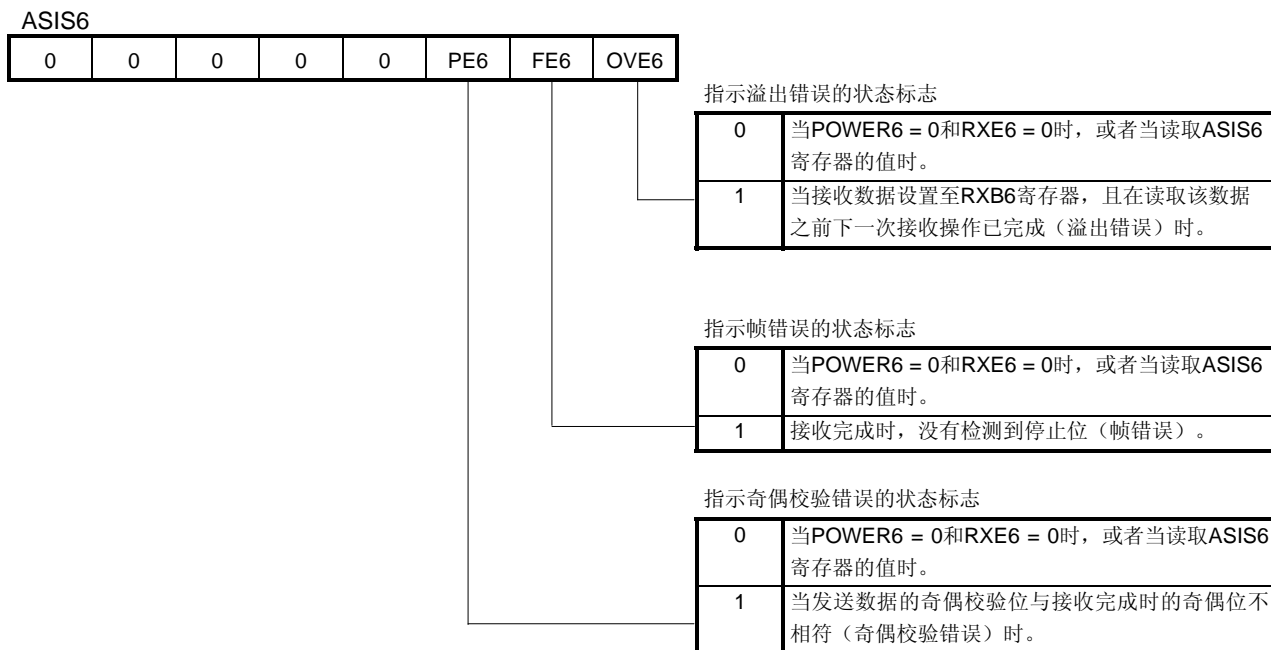 ASIS6
0 0 0 0 0 PE6 FE6 OVE6
指示溢出错误的状态标志
0 当POWER6 = 0和RXE6 = 0时，或者当读取ASIS6
寄存器的值时。
1 当接收数据设置至RXB6寄存器，且在读取该数据
之前下一次接收操作已完成（溢出错误）时。
指示帧错误的状态标志
0 当POWER6 = 0和RXE6 = 0时，或者当读取ASIS6
寄存器的值时。
1 接收完成时，没有检测到停止位（帧错误）。
指示奇偶校验错误的状态标志
0 当POWER6 = 0和RXE6 = 0时，或者当读取ASIS6
寄存器的值时。
1 当发送数据的奇偶校验位与接收完成时的奇偶位不
相符（奇偶校验错误）时。